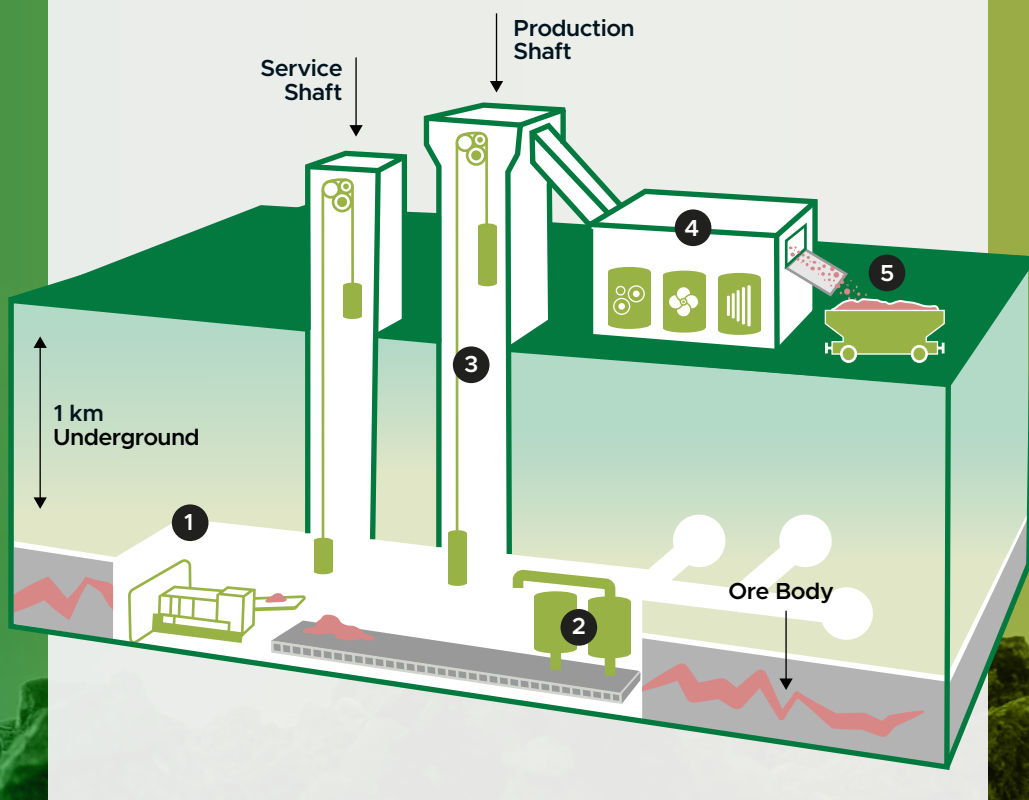 Production
Shaft
Service
Shaft
4
5
3
1 km
Underground
1
Ore Body
2